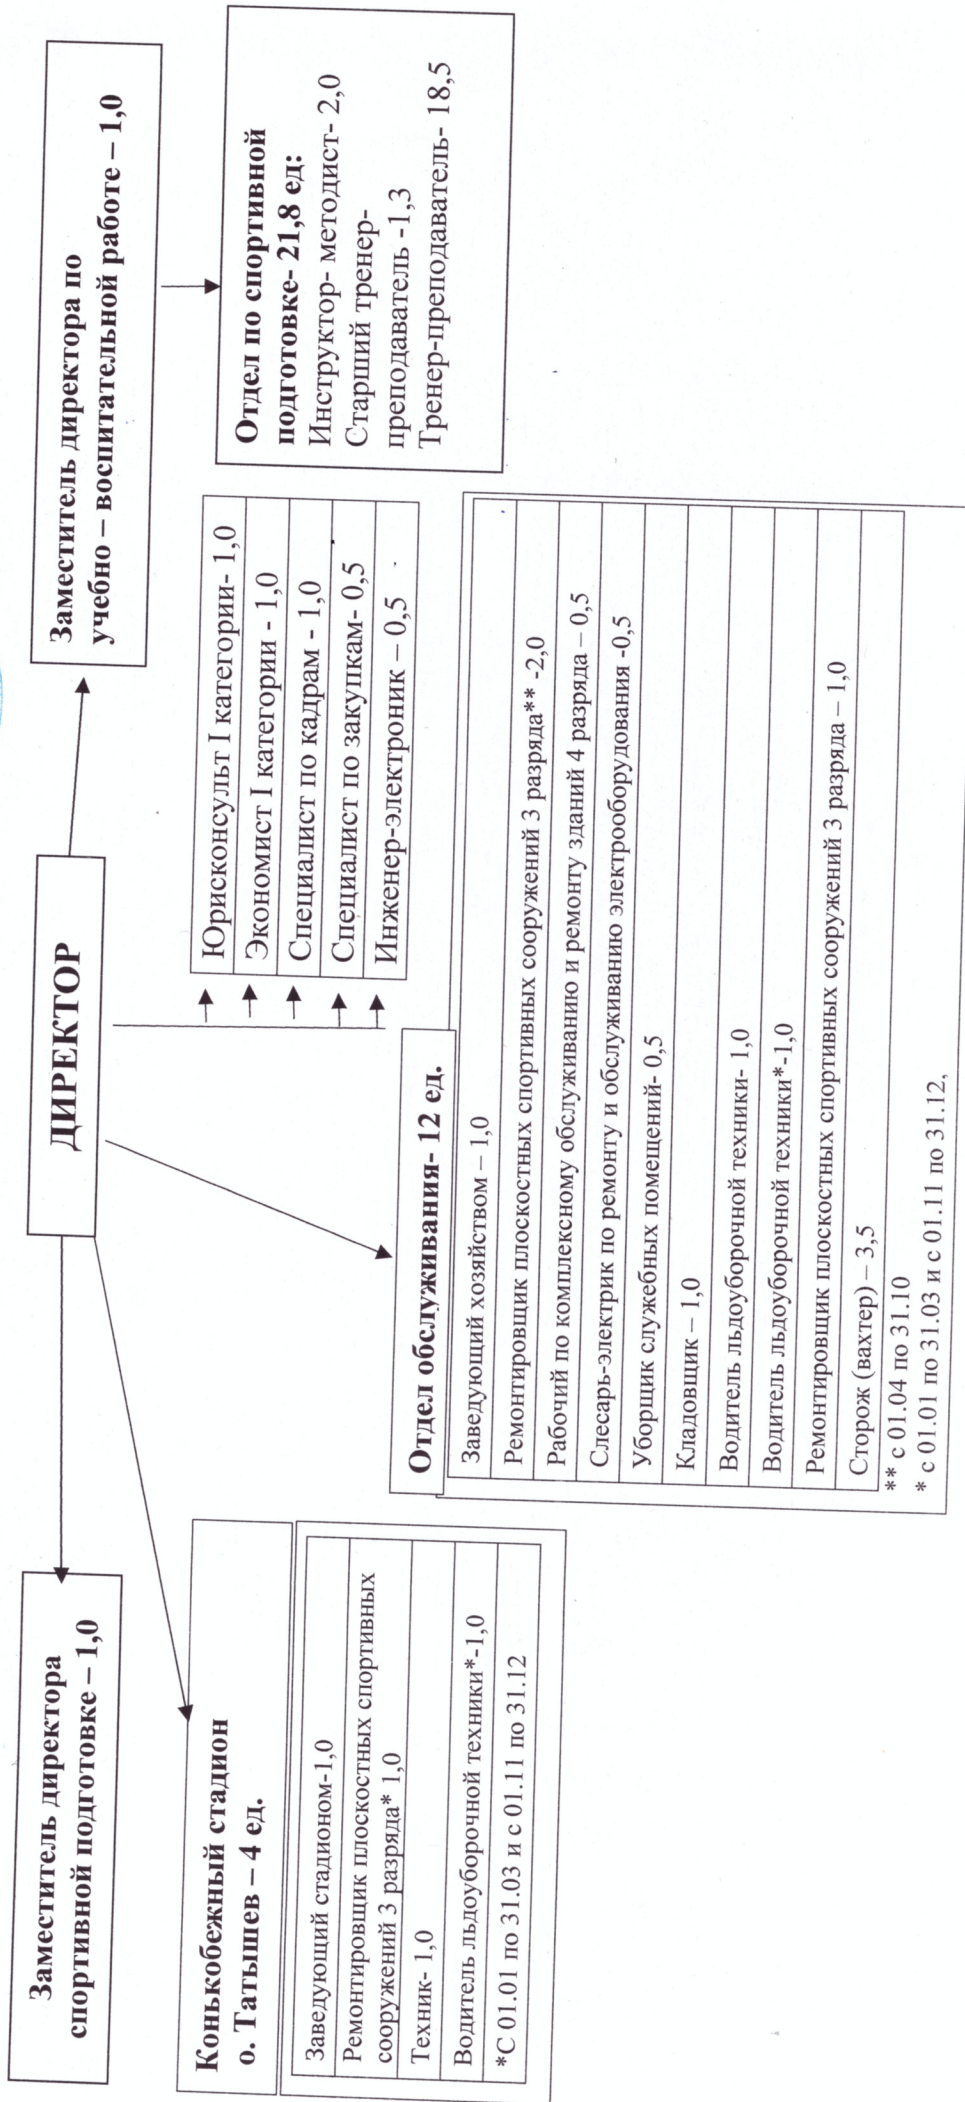 ДИРЕКТОР
Заместитель директора
спортивной подготовке – 1,0
Заместитель директора по
учебно – воспитательной работе – 1,0
Конькобежный стадион
о. Татышев – 4 ед.
Заведующий стадионом-1,0
Ремонтировщик плоскостных спортивных
сооружений 3 разряда* 1,0
Техник- 1,0
Водитель льдоуборочной техники*-1,0
*С 01.01 по 31.03 и с 01.11 по 31.12
Отдел обслуживания- 12 ед.
Заведующий хозяйством – 1,0
Ремонтировщик плоскостных спортивных сооружений 3 разряда** -2,0
Рабочий по комплексному обслуживанию и ремонту зданий 4 разряда – 0,5
Слесарь-электрик по ремонту и обслуживанию электрооборудования -0,5
Уборщик служебных помещений- 0,5
Кладовщик – 1,0
Водитель льдоуборочной техники- 1,0
Водитель льдоуборочной техники*-1,0
Ремонтировщик плоскостных спортивных сооружений 3 разряда – 1,0
Сторож (вахтер) – 3,5
** с 01.04 по 31.10
* с 01.01 по 31.03 и с 01.11 по 31.12,
Юрисконсульт I категории- 1,0
Экономист I категории - 1,0
Специалист по кадрам - 1,0
Специалист по закупкам- 0,5
Инженер-электроник – 0,5
Отдел по спортивной
подготовке- 21,8 ед:
Инструктор- методист- 2,0
Старший тренер-
преподаватель -1,3
Тренер-преподаватель- 18,5